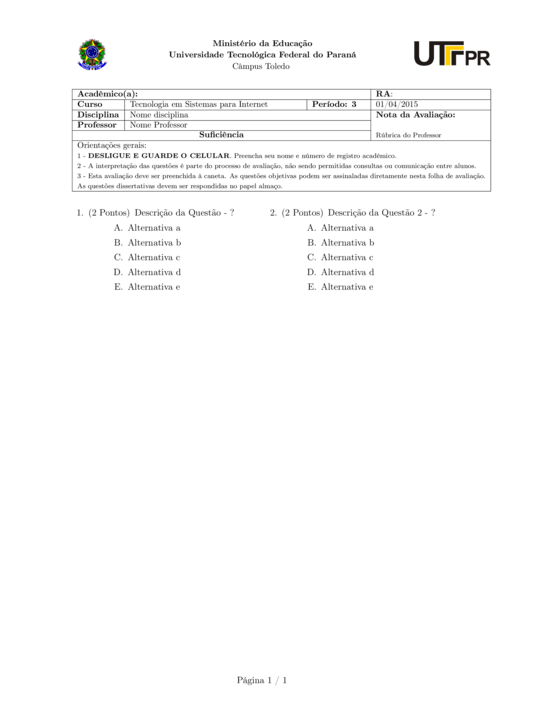 Ministério da Educação
Universidade Tecnológica Federal do Paraná
Câmpus Toledo
UTFPR
Acadêmico(a): RA:
Curso Tecnologia em Sistemas para Internet Período: 3 01/04/2015
Disciplina Nome disciplina Nota da Avaliação:
Professor Nome Professor
Suficiência Rúbrica do Professor
Orientações gerais:
1 - DESLIGUE E GUARDE O CELULAR. Preencha seu nome e número de registro acadêmico.
2 - A interpretação das questões é parte do processo de avaliação, não sendo permitidas consultas ou comunicação entre alunos.
3 - Esta avaliação deve ser preenchida à caneta. As questões objetivas podem ser assinaladas diretamente nesta folha de avaliação.
As questões dissertativas devem ser respondidas no papel almaço.
1. (2 Pontos) Descrição da Questão - ?
A. Alternativa a
B. Alternativa b
C. Alternativa c
D. Alternativa d
E. Alternativa e
2. (2 Pontos) Descrição da Questão 2 - ?
A. Alternativa a
B. Alternativa b
C. Alternativa c
D. Alternativa d
E. Alternativa e
Página 1 / 1